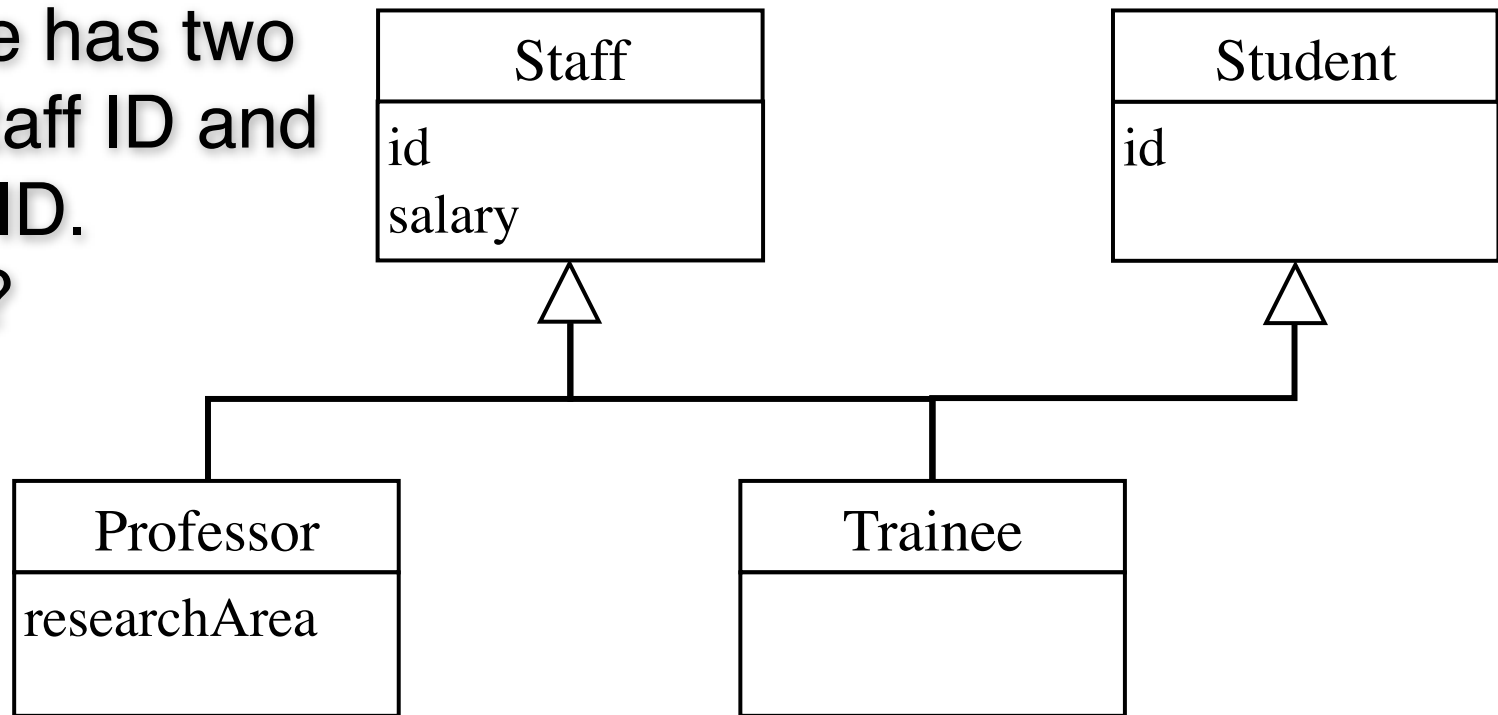 e has two
aff ID and
ID.
?
Staff
id
salary
Student
id
Professor
researchArea
Trainee